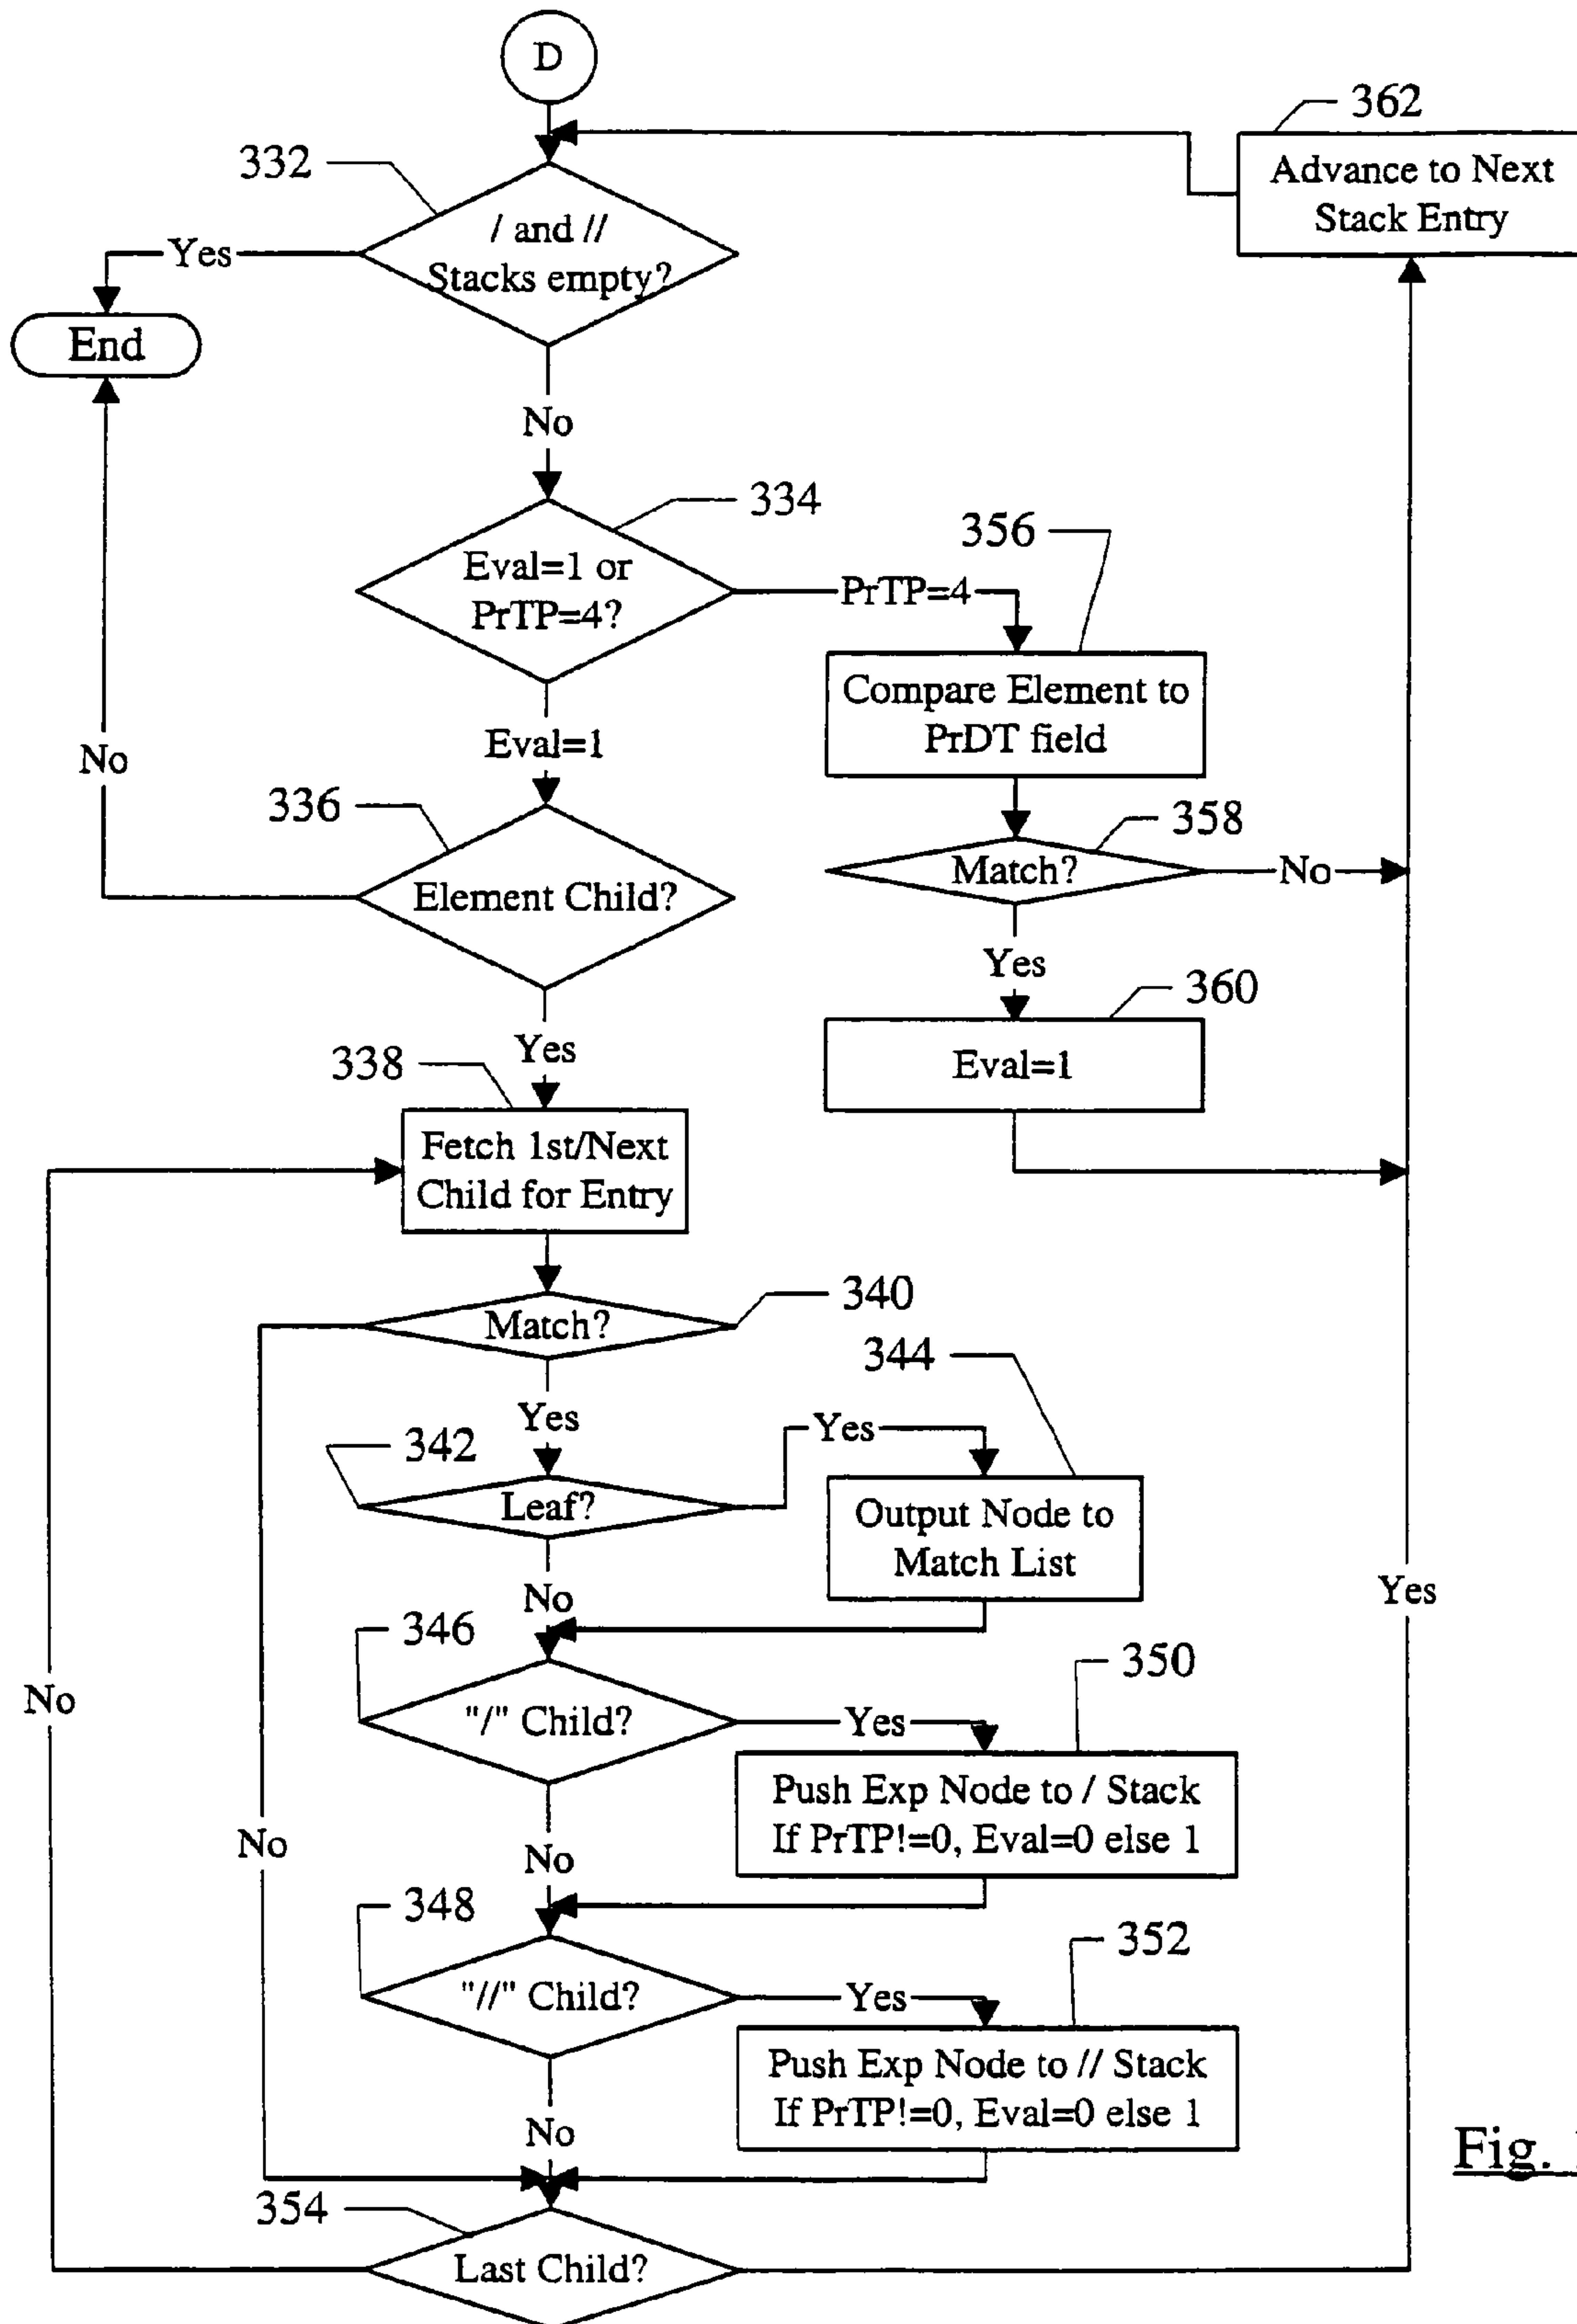 D
362
Advance to Next
Stack Entry
332
/ and //
Stacks empty?
Yes
End
No
334
Eval=1 or
PrTP=4?
PrTP=4
356
Compare Element to
PrDT field
Eval=1
No
336
Element Child?
358
Match?
No
Yes
360
Eval=1
Yes
338
Fetch 1st/Next
Child for Entry
340
Match?
344
Yes
342
Leaf?
Yes
Output Node to
Match List
No
Yes
346
"/" Child?
Yes
350
Push Exp Node to / Stack
If PrTP!=0, Eval=0 else 1
No
No
No
348
"//" Child?
Yes
352
Push Exp Node to // Stack
If PrTP!=0, Eval=0 else 1
No
354
Last Child?
Fig.